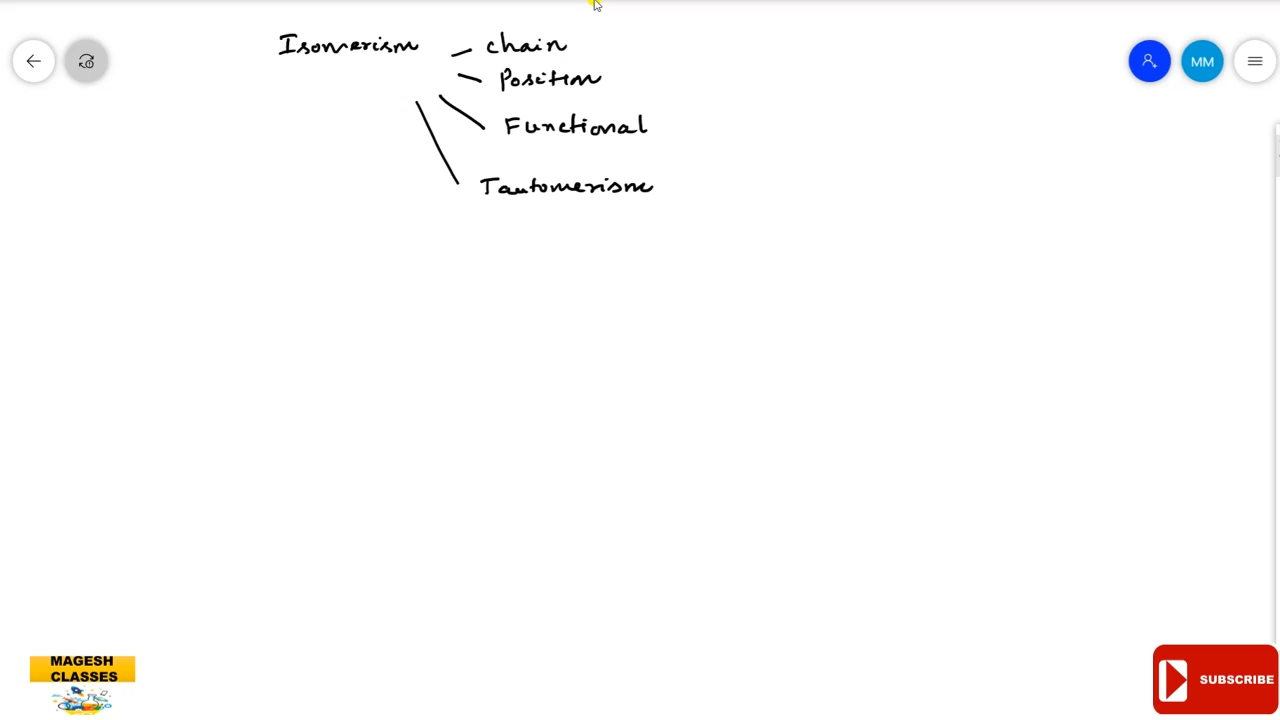 Isomerism
chain
Position
Functional
Tautomerism
MM
MAGESH
CLASSES
SUBSCRIBE